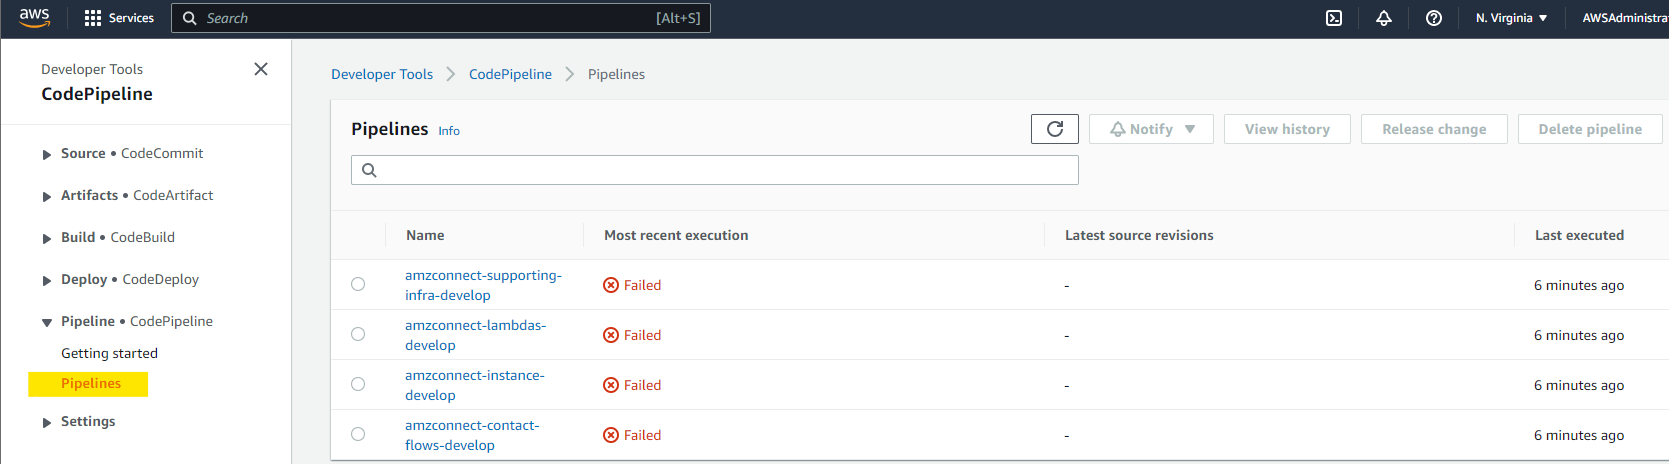 aws
Services
Search
[Alt+S]
N. Virginia
AWSAdministra
Developer Tools
CodePipeline
Source • CodeCommit
Artifacts • CodeArtifact
Build • CodeBuild
Deploy • CodeDeploy
Pipeline • CodePipeline
Getting started
Pipelines
Settings
Developer Tools
CodePipeline
Pipelines
Pipelines Info
Notify
View history
Release change
Delete pipeline
Name
Most recent execution
Latest source revisions
Last executed
amzconnect-supporting-
infra-develop
Failed
-
6 minutes ago
amzconnect-lambdas-
develop
Failed
-
6 minutes ago
amzconnect-instance-
develop
Failed
-
6 minutes ago
amzconnect-contact-
flows-develop
Failed
-
6 minutes ago